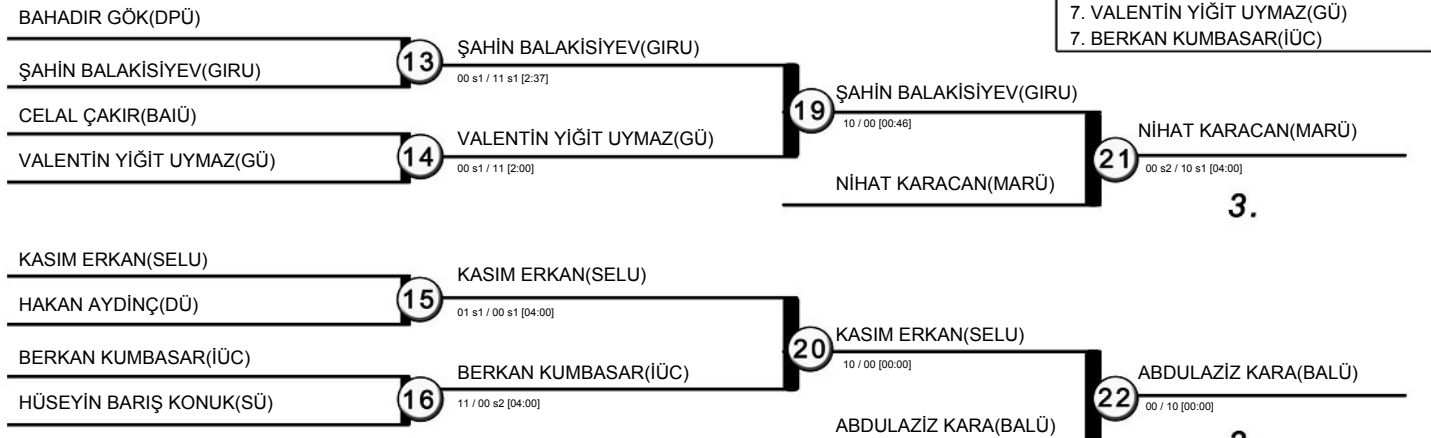 7. VALENTİN YİĞİT UYMAZ(GÜ)
7. BERKAN KUMBASAR(İÜC)
BAHADIR GÖK(DPÜ)
ŞAHİN BALAKİSİYEV(GIRU)
13
ŞAHİN BALAKİSİYEV(GIRU)
00 s1 / 11 s1 [2:37]
CELAL ÇAKIR(BAIÜ)
VALENTİN YİĞİT UYMAZ(GÜ)
14
VALENTİN YİĞİT UYMAZ(GÜ)
00 s1 / 11 [2:00]
19
ŞAHİN BALAKİSİYEV(GIRU)
10 / 00 [00:46]
NİHAT KARACAN(MARÜ)
21
NİHAT KARACAN(MARÜ)
00 s2 / 10 s1 [04:00]
3.
KASIM ERKAN(SELU)
HAKAN AYDİNÇ(DÜ)
15
KASIM ERKAN(SELU)
01 s1 / 00 s1 [04:00]
BERKAN KUMBASAR(İÜC)
HÜSEYİN BARIŞ KONUK(SÜ)
16
BERKAN KUMBASAR(İÜC)
11 / 00 s2 [04:00]
20
KASIM ERKAN(SELU)
10 / 00 [00:00]
ABDULAZİZ KARA(BALÜ)
22
ABDULAZİZ KARA(BALÜ)
00 / 10 [00:00]